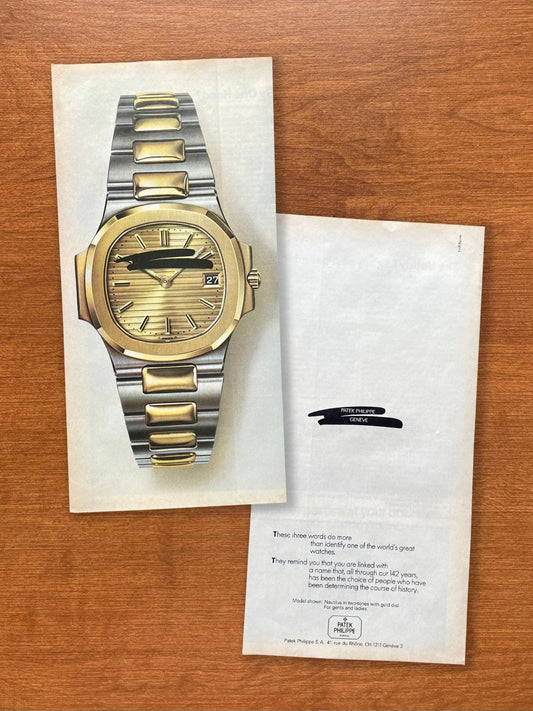 27
PATEK PHILIPPE
GENEVE
These three words do more
than identify one of the world's great
watches.
They remind you that you are linked with
a name that, all through our 142 years,
has been the choice of people who have
been determining the course of history.
Model shown: Nautilus in two-tones with gold dial.
For gents and ladies.
PATEK
PHILIPPE
Patek Philippe S.A., 41, rue du Rhône, CH-1211-Genève 3